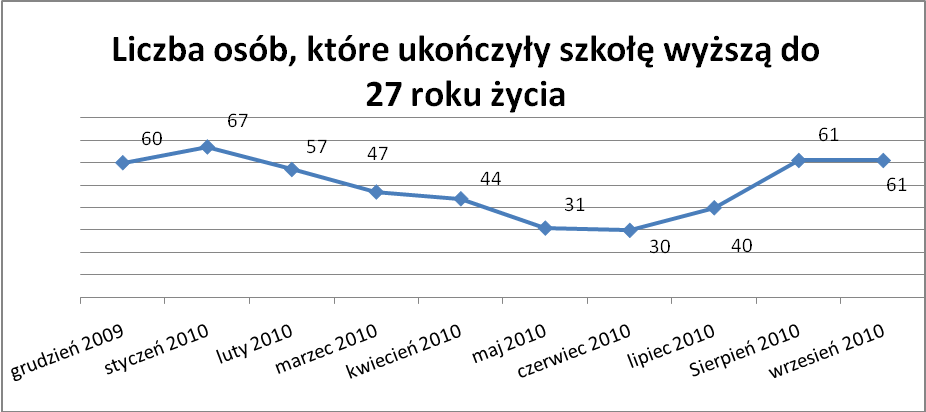 Liczba osób, które ukończyły szkołę wyższą do
27 roku życia
60
67
57
47
44
31
30
40
61
61
grudzień 2009
styczeń 2010
luty 2010
marzec 2010
kwiecień 2010
maj 2010
czerwiec 2010
lipiec 2010
Sierpień 2010
wrzesień 2010